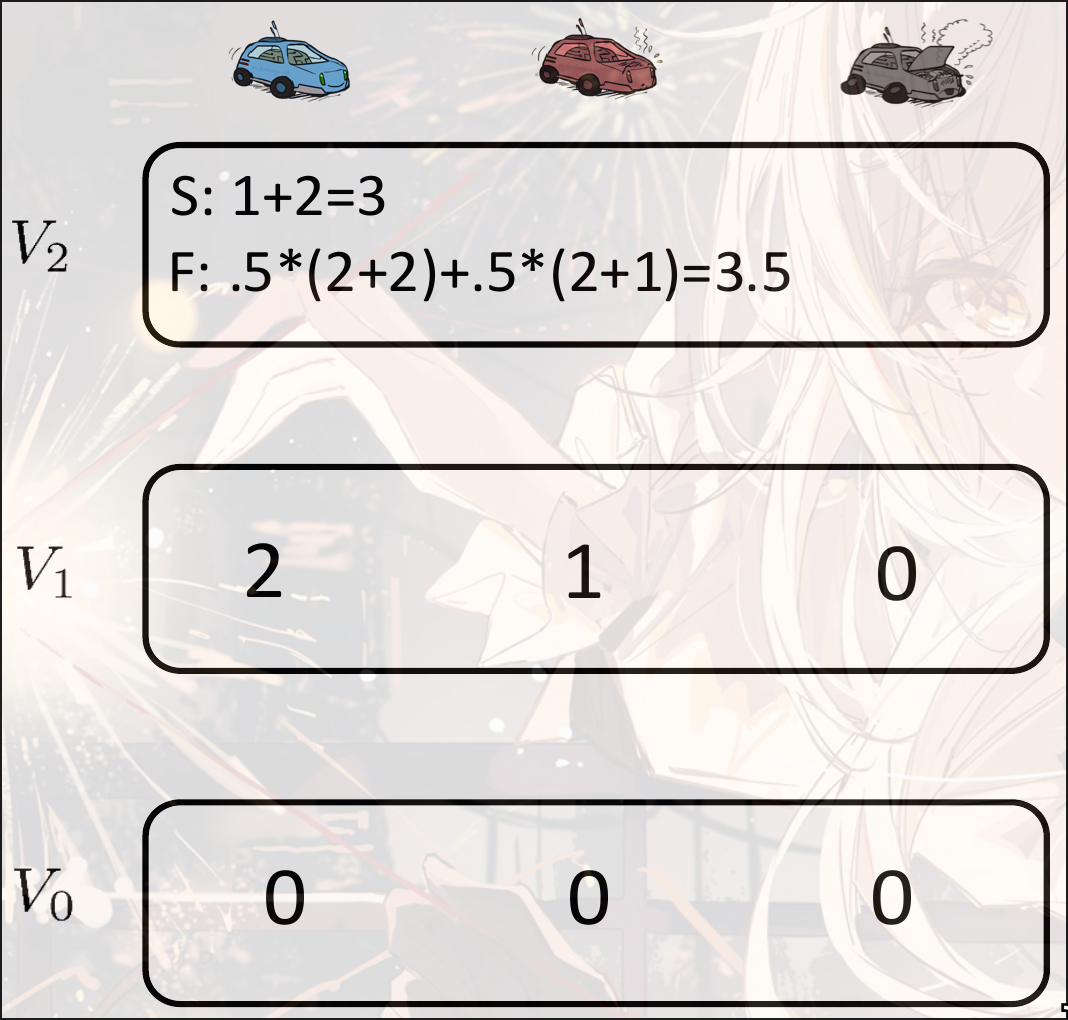 V₂
S: 1+2=3
F: .5*(2+2)+.5*(2+1)=3.5
V₁ 2 1 0
V₀ 0 0 0